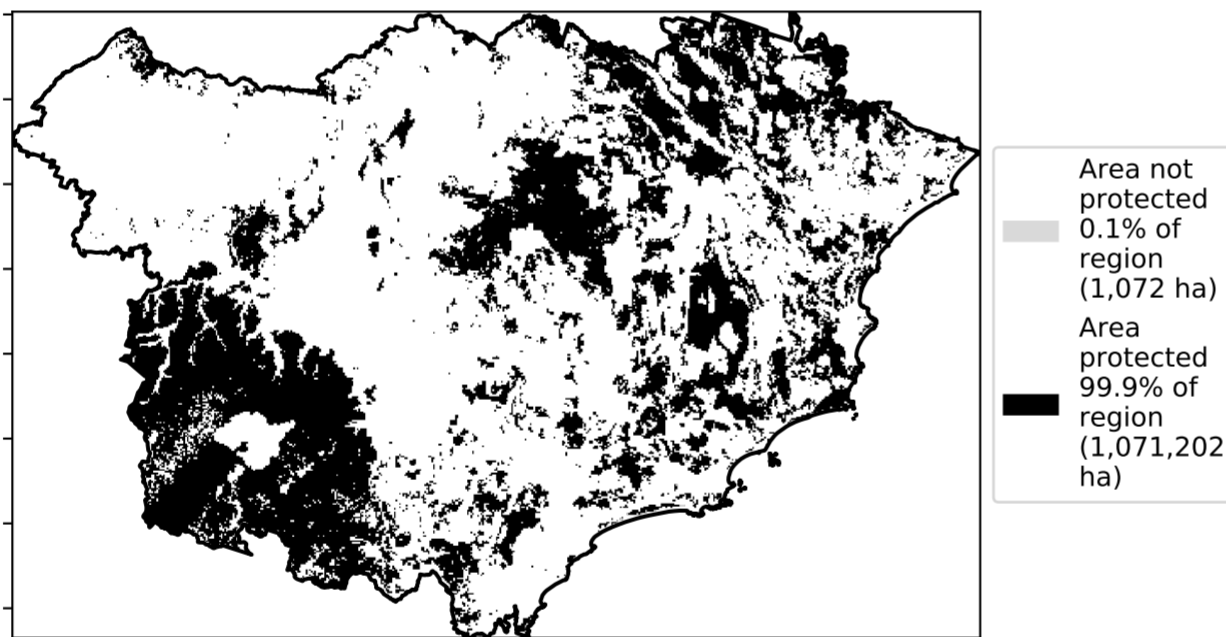 Area not
protected
0.1% of
region
(1,072 ha)
Area
protected
99.9% of
region
(1,071,202
ha)